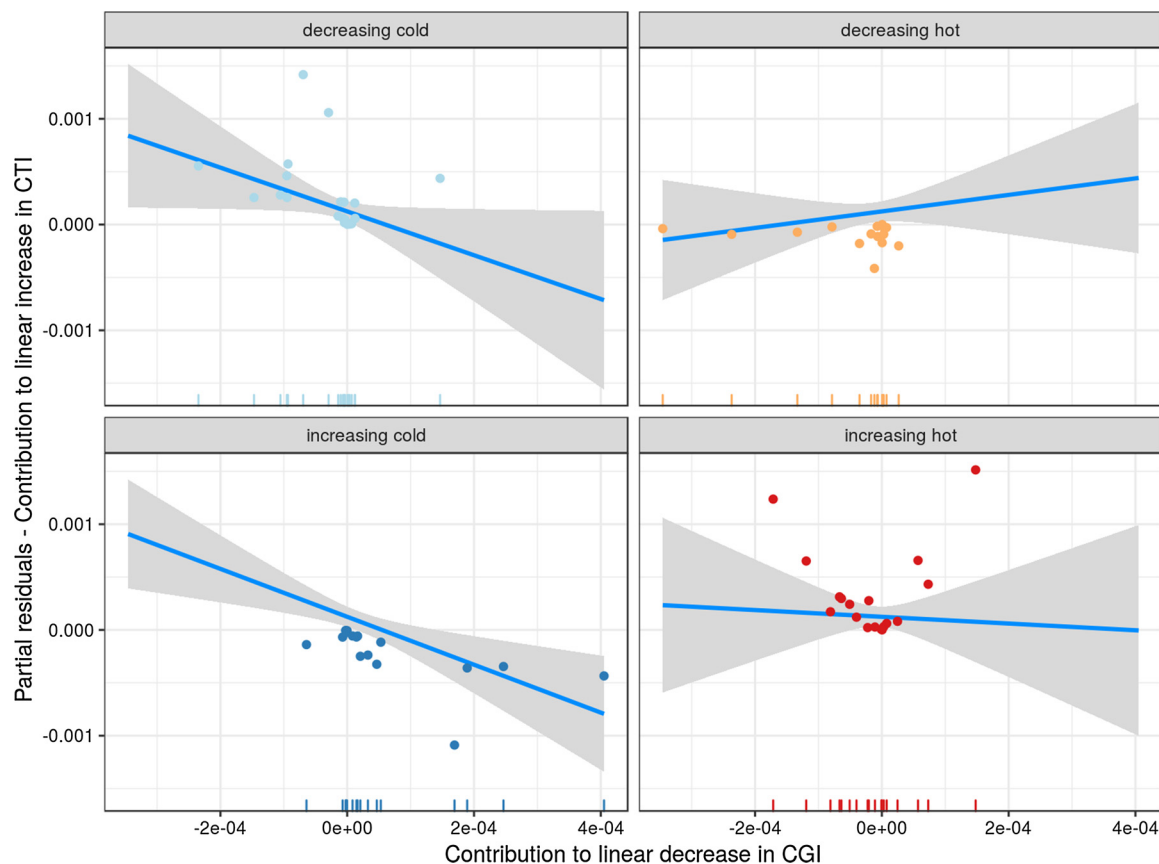 decreasing cold
decreasing hot
0.001
0.000
-0.001
increasing cold
increasing hot
0.001
0.000
-0.001
-2e-04
0e+00
2e-04
4e-04
-2e-04
0e+00
2e-04
4e-04
Contribution to linear decrease in CGI
Partial residuals - Contribution to linear increase in CTI